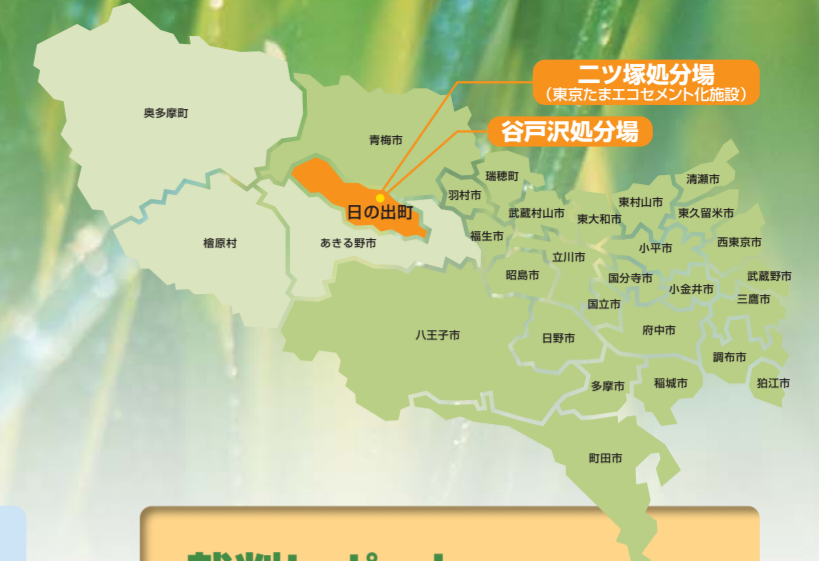 二ツ塚処分場
（東京たまエコセメント化施設）
谷戸沢処分場
奥多摩町
青梅市
瑞穂町
清瀬市
羽村市
東村山市
日の出町
武蔵村山市
東大和市
東久留米市
檜原村
あきる野市
福生市
小平市
西東京市
立川市
昭島市
国分寺市
武蔵野市
小金井市
三鷹市
国立市
八王子市
日野市
府中市
調布市
多摩市
稲城市
狛江市
町田市